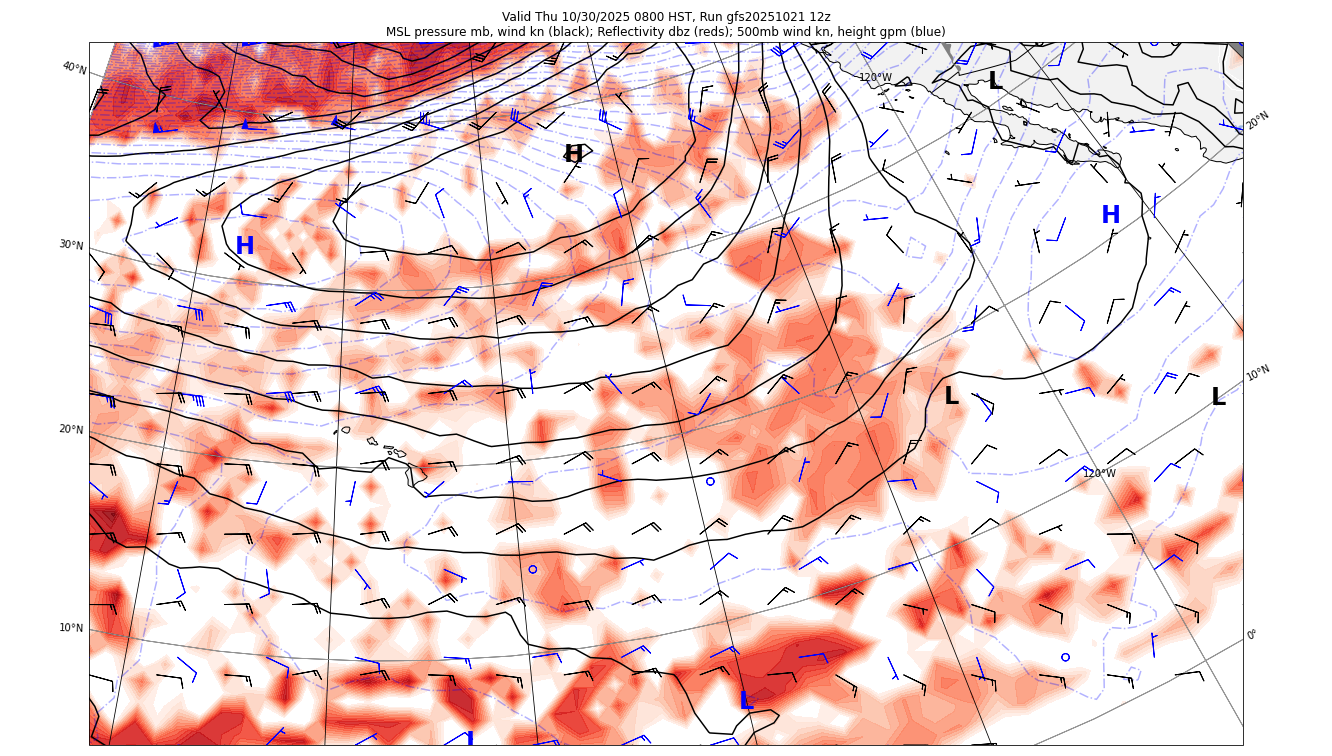 Valid Thu 10/30/2025 0800 HST, Run gfs20251021 12z
MSL pressure mb, wind kn (black); Reflectivity dbz (reds); 500mb wind kn, height gpm (blue)
40°N
120°W
L
20°N
H
H
H
30°N
10°N
L
L
20°N
120°W
10°N
0°
L
L